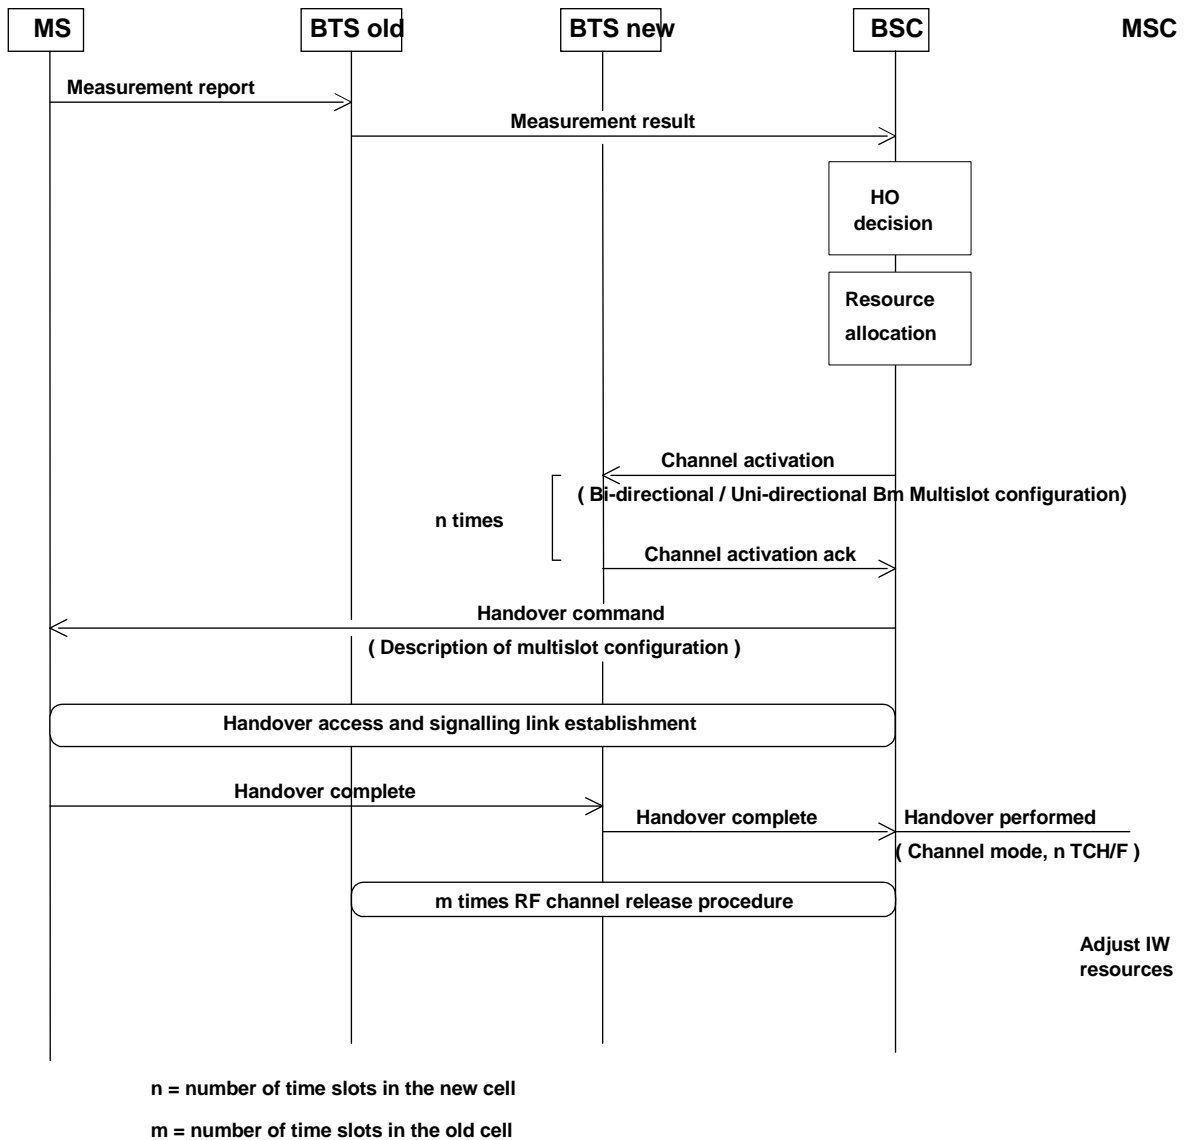 MS
BTS old
BTS new
BSC
MSC
Measurement report
Measurement result
HO
decision
Resource
allocation
Channel activation
( Bi-directional / Uni-directional Bm Multislot configuration)
n times
Channel activation ack
Handover command
( Description of multislot configuration )
Handover access and signalling link establishment
Handover complete
Handover complete
Handover performed
( Channel mode, n TCH/F )
m times RF channel release procedure
Adjust IW
resources
n = number of time slots in the new cell
m = number of time slots in the old cell